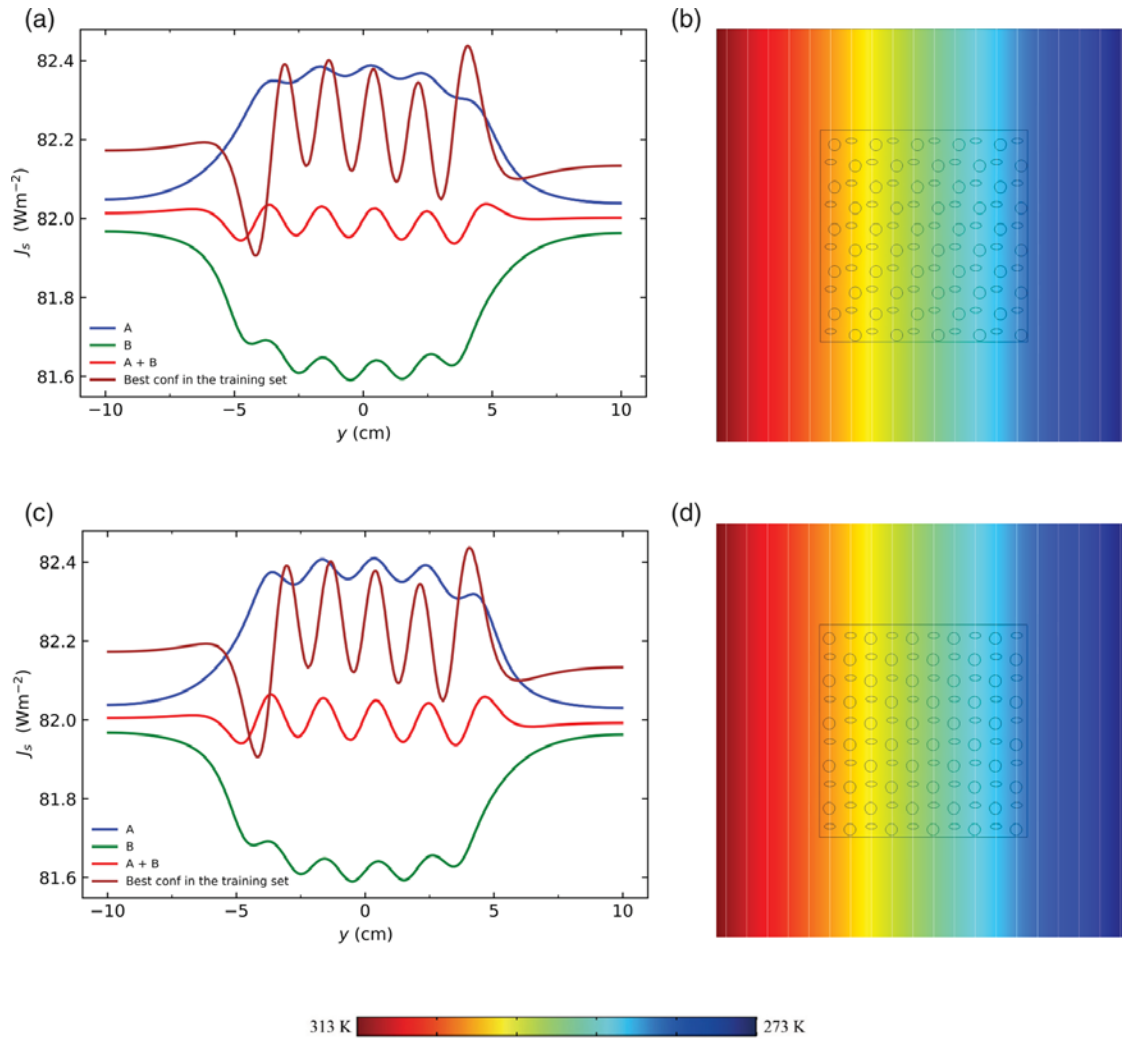 (a)
82.4
82.2
82.0
81.8
81.6
J_s (Wm⁻²)
A
B
A + B
Best conf in the training set
−10 −5 0 5 10
y (cm)
(b)
(c)
82.4
82.2
82.0
81.8
81.6
J_s (Wm⁻²)
A
B
A + B
Best conf in the training set
−10 −5 0 5 10
y (cm)
(d)
313 K 273 K